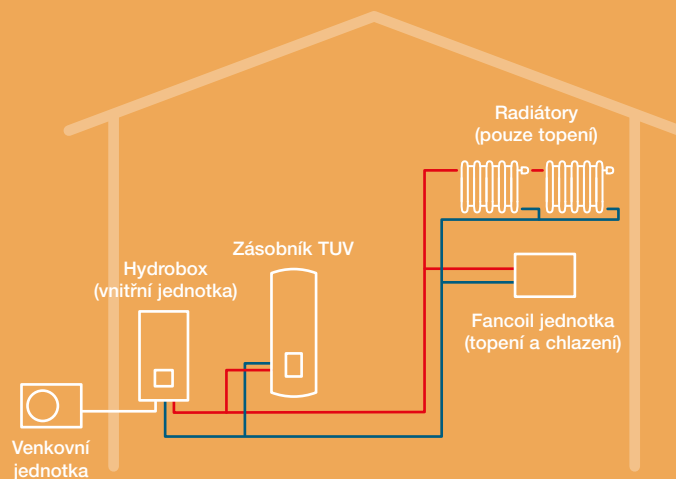 Radiátory
(pouze topení)
Zásobník TUV
Hydrobox
(vnitřní jednotka)
Fancoil jednotka
(topení a chlazení)
Venkovní
jednotka